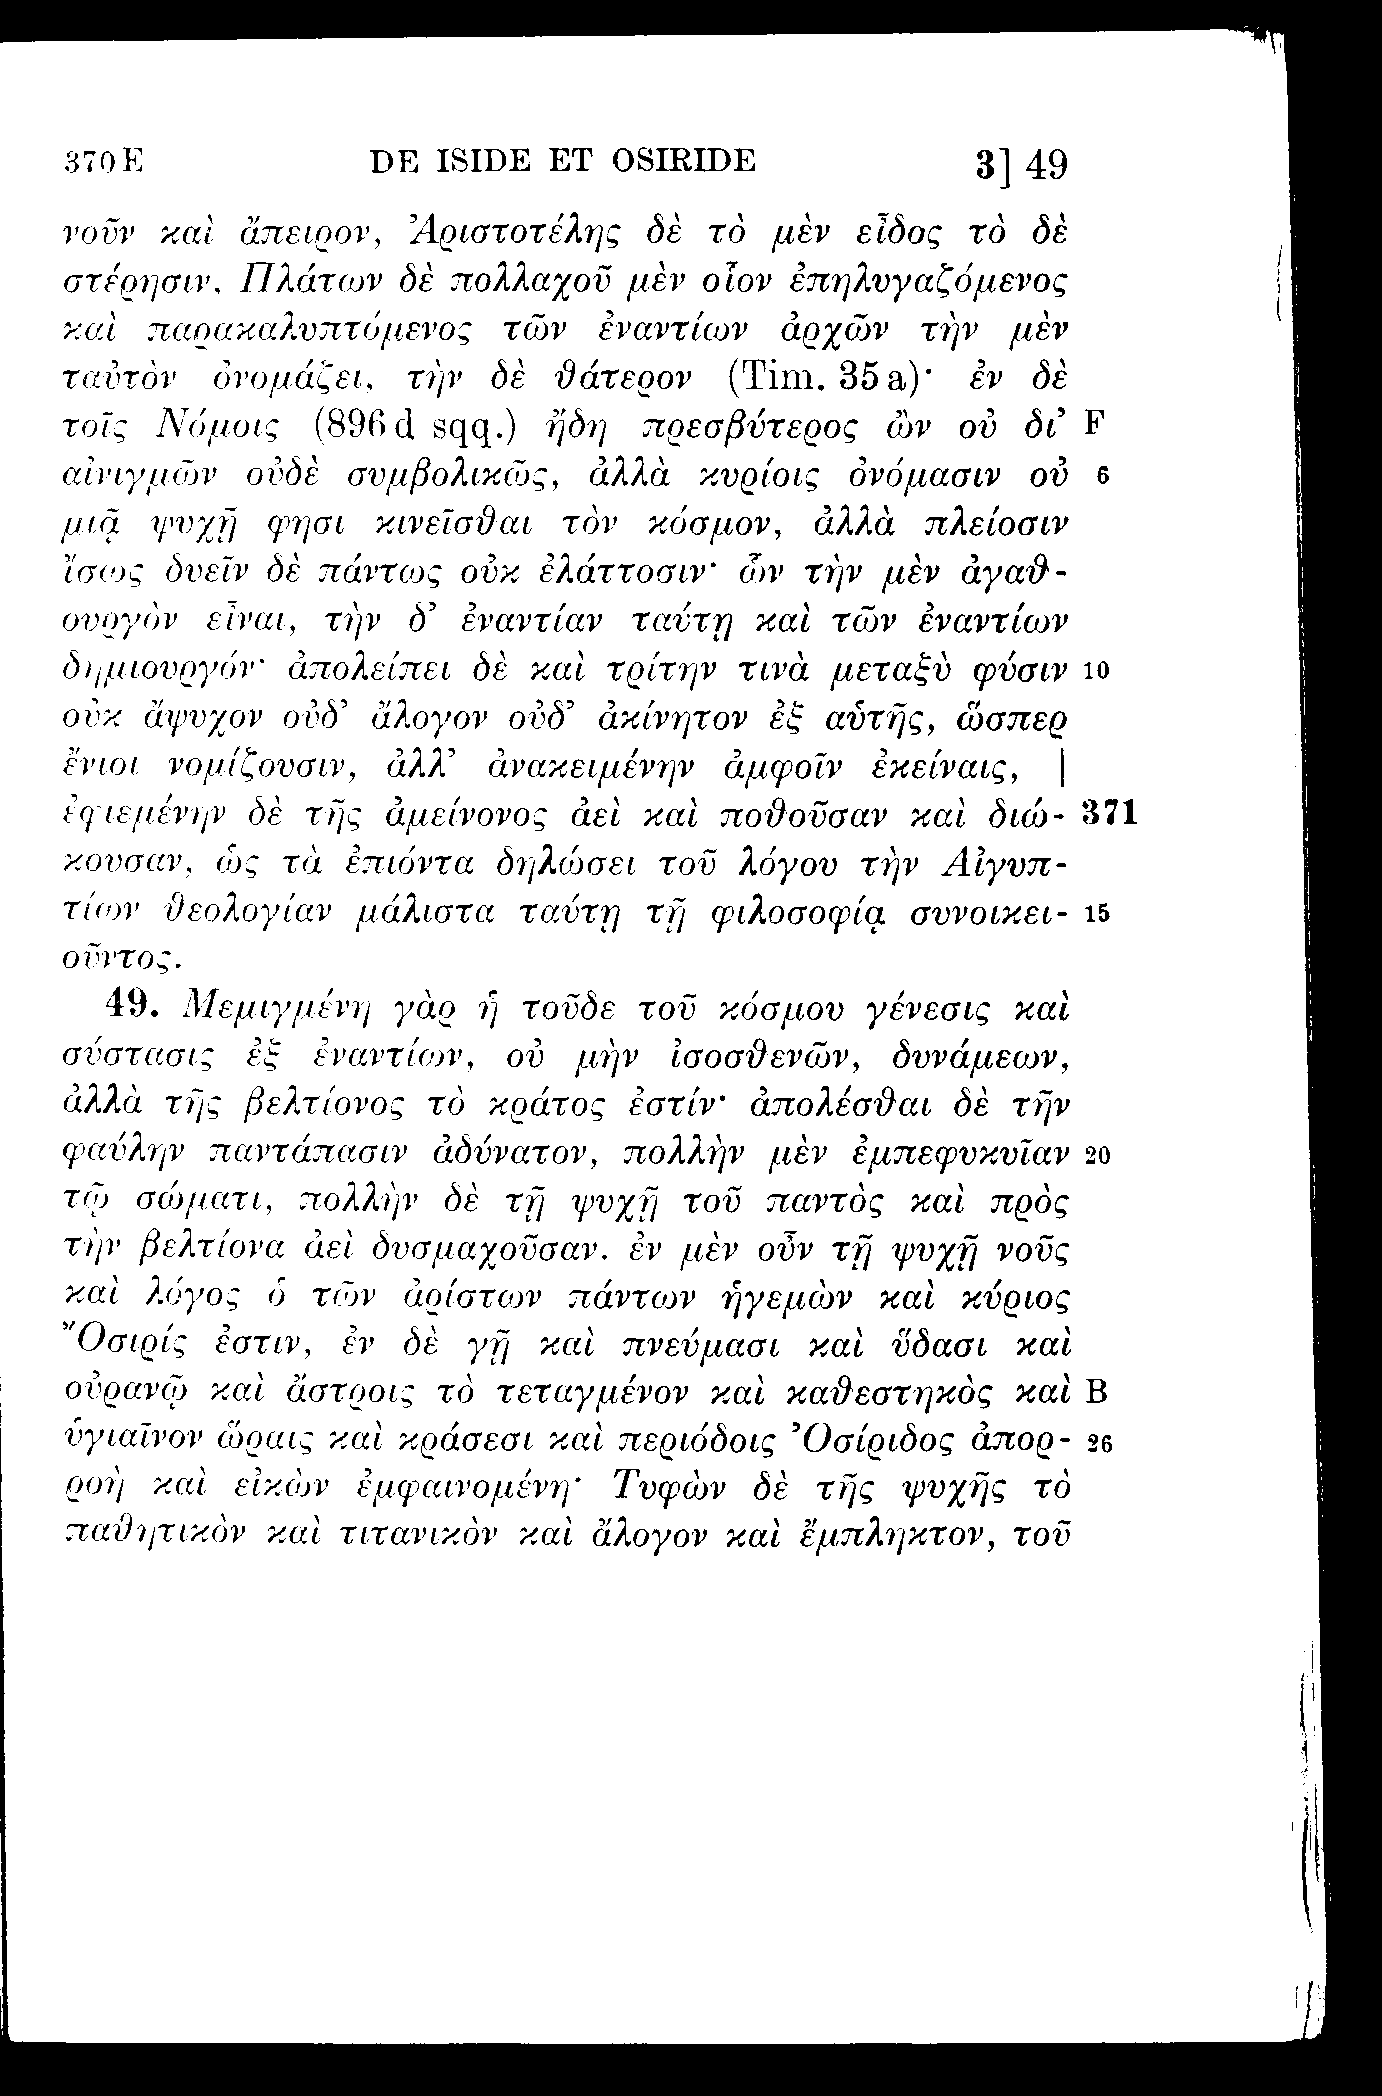 370 E DE ISIDE ET OSIRIDE 3] 49
νοῦν καὶ ἄπειρον, Ἀριστοτέλης δὲ τὸ μὲν εἶδος τὸ δὲ
στέρησιν. Πλάτων δὲ πολλαχοῦ μὲν οἷον ἐπηλυγαζόμενος
καὶ παρακαλυπτόμενος τῶν ἐναντίων ἀρχῶν τὴν μὲν
ταὐτὸν ὀνομάζει, τὴν δὲ θάτερον (Tim. 35 a)· ἐν δὲ
τοῖς Νόμοις (896 d sqq.) ἤδη πρεσβύτερος ὢν οὐ δι’ F
αἰνιγμῶν οὐδὲ συμβολικῶς, ἀλλὰ κυρίοις ὀνόμασιν οὐ 6
μιᾷ ψυχῇ φησι κινεῖσθαι τὸν κόσμον, ἀλλὰ πλείοσιν
ἴσως δυεῖν δὲ πάντως οὐκ ἐλάττοσιν· ὧν τὴν μὲν ἀγαθ-
ουργὸν εἶναι, τὴν δ’ ἐναντίαν ταύτῃ καὶ τῶν ἐναντίων
δημιουργόν· ἀπολείπει δὲ καὶ τρίτην τινὰ μεταξὺ φύσιν 10
οὐκ ἄψυχον οὐδ’ ἄλογον οὐδ’ ἀκίνητον ἐξ αὑτῆς, ὥσπερ
ἔνιοι νομίζουσιν, ἀλλ’ ἀνακειμένην ἀμφοῖν ἐκείναις, |
ἐφιεμένην δὲ τῆς ἀμείνονος ἀεὶ καὶ ποθοῦσαν καὶ διώ- 371
κουσαν, ὡς τὰ ἐπιόντα δηλώσει τοῦ λόγου τὴν Αἰγυπ-
τίων θεολογίαν μάλιστα ταύτῃ τῇ φιλοσοφίᾳ συνοικει- 15
οῦντος.
49. Μεμιγμένη γὰρ ἡ τοῦδε τοῦ κόσμου γένεσις καὶ
σύστασις ἐξ ἐναντίων, οὐ μὴν ἰσοσθενῶν, δυνάμεων,
ἀλλὰ τῆς βελτίονος τὸ κράτος ἐστίν· ἀπολέσθαι δὲ τῆν
φαύλην παντάπασιν ἀδύνατον, πολλὴν μὲν ἐμπεφυκυῖαν 20
τῷ σώματι, πολλὴν δὲ τῇ ψυχῇ τοῦ παντὸς καὶ πρὸς
τὴν βελτίονα ἀεὶ δυσμαχοῦσαν. ἐν μὲν οὖν τῇ ψυχῇ νοῦς
καὶ λόγος ὁ τῶν ἀρίστων πάντων ἡγεμὼν καὶ κύριος
Ὄσιρίς ἐστιν, ἐν δὲ γῇ καὶ πνεύμασι καὶ ὕδασι καὶ
οὐρανῷ καὶ ἄστροις τὸ τεταγμένον καὶ καθεστηκὸς καὶ B
ὑγιαῖνον ὥραις καὶ κράσεσι καὶ περιόδοις Ὀσίριδος ἀπορ- 26
ροὴ καὶ εἰκὼν ἐμφαινομένη· Τυφὼν δὲ τῆς ψυχῆς τὸ
παθητικὸν καὶ τιτανικὸν καὶ ἄλογον καὶ ἔμπληκτον, τοῦ